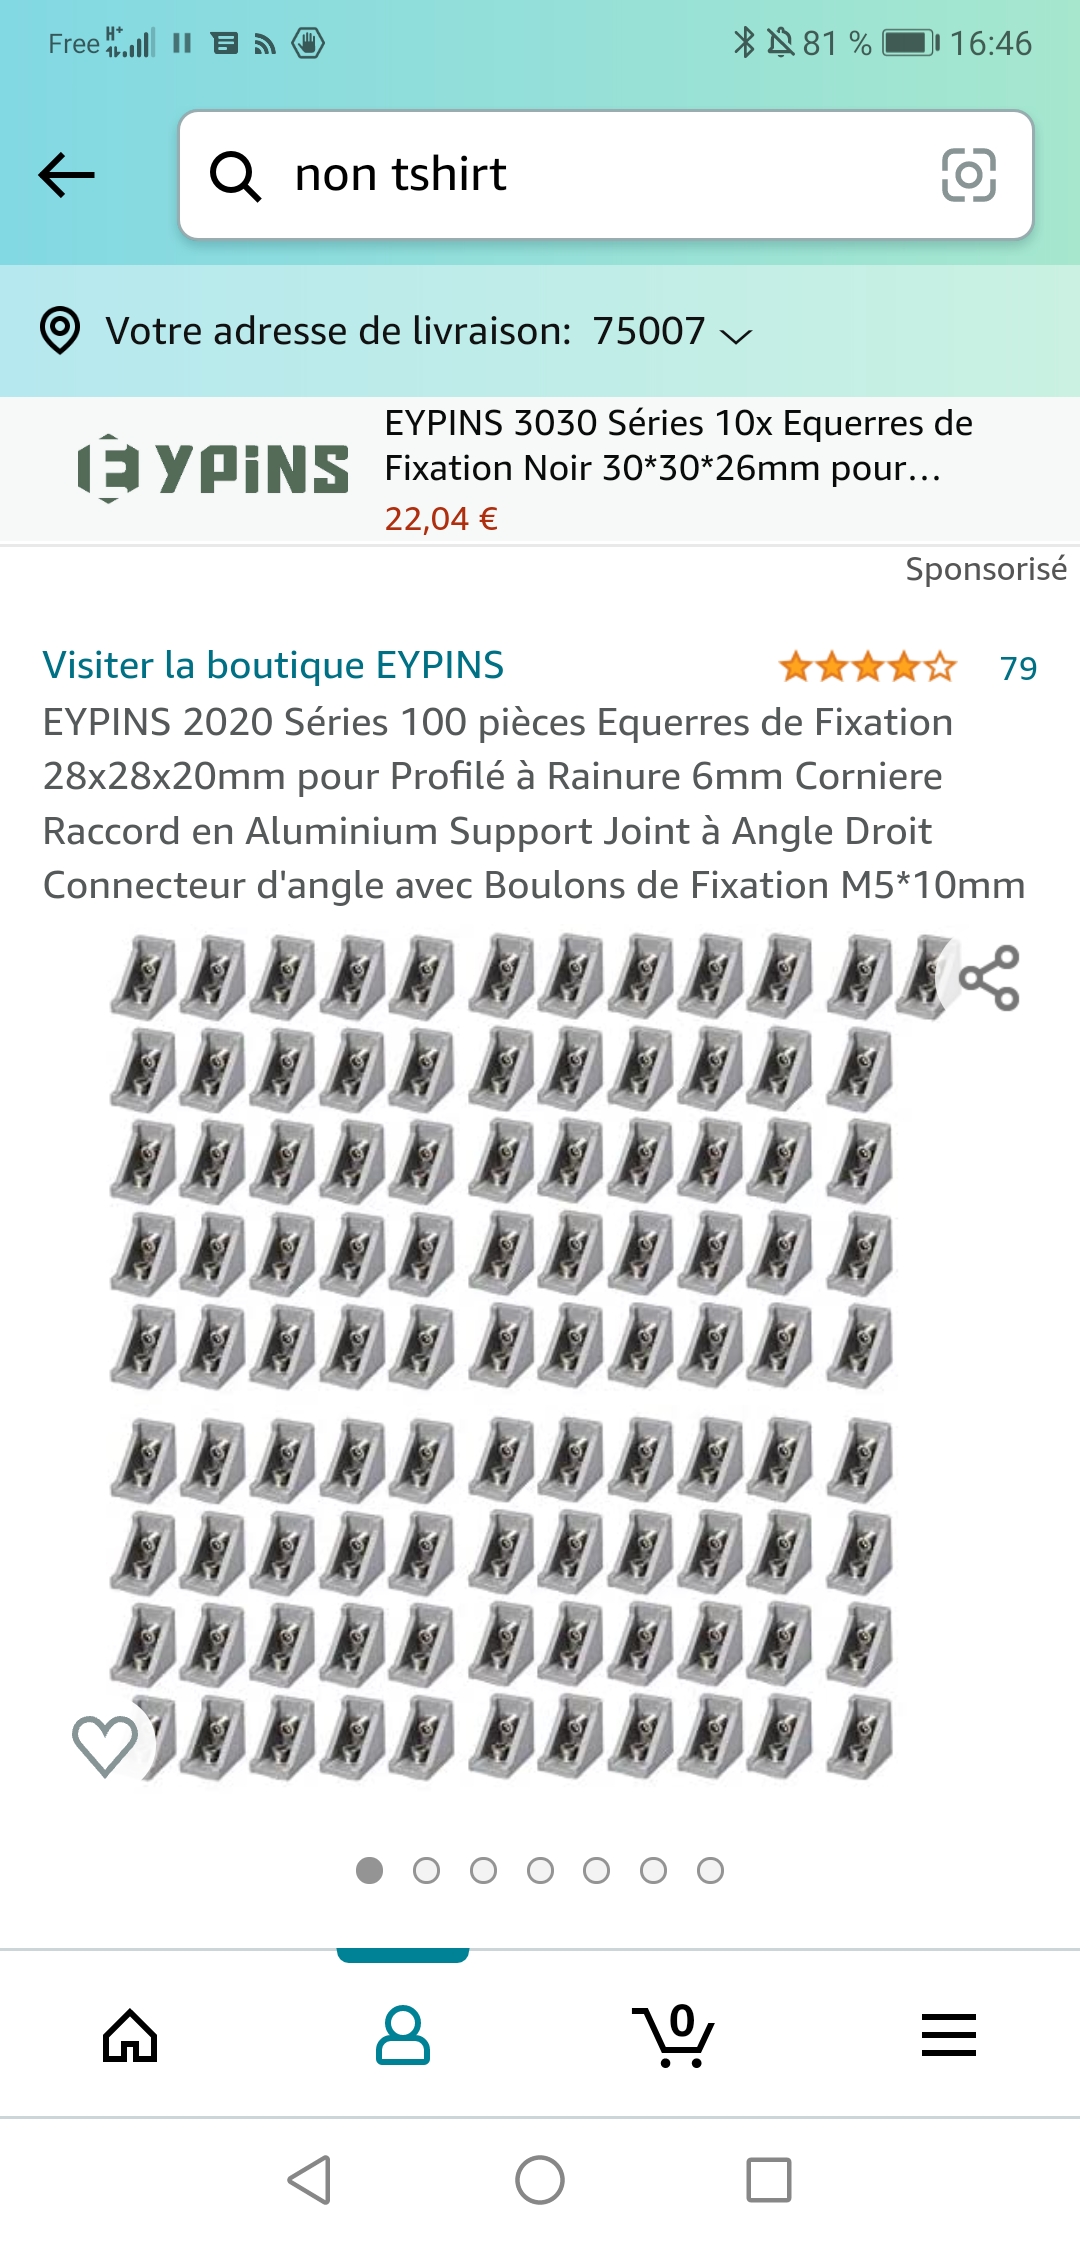 Free H+ 81 % 16:46
non tshirt
Votre adresse de livraison: 75007
EYPINS
EYPINS 3030 Séries 10x Equerres de
Fixation Noir 30*30*26mm pour...
22,04 €
Sponsorisé
Visiter la boutique EYPINS 79
EYPINS 2020 Séries 100 pièces Equerres de Fixation
28x28x20mm pour Profilé à Rainure 6mm Corniere
Raccord en Aluminium Support Joint à Angle Droit
Connecteur d'angle avec Boulons de Fixation M5*10mm
0